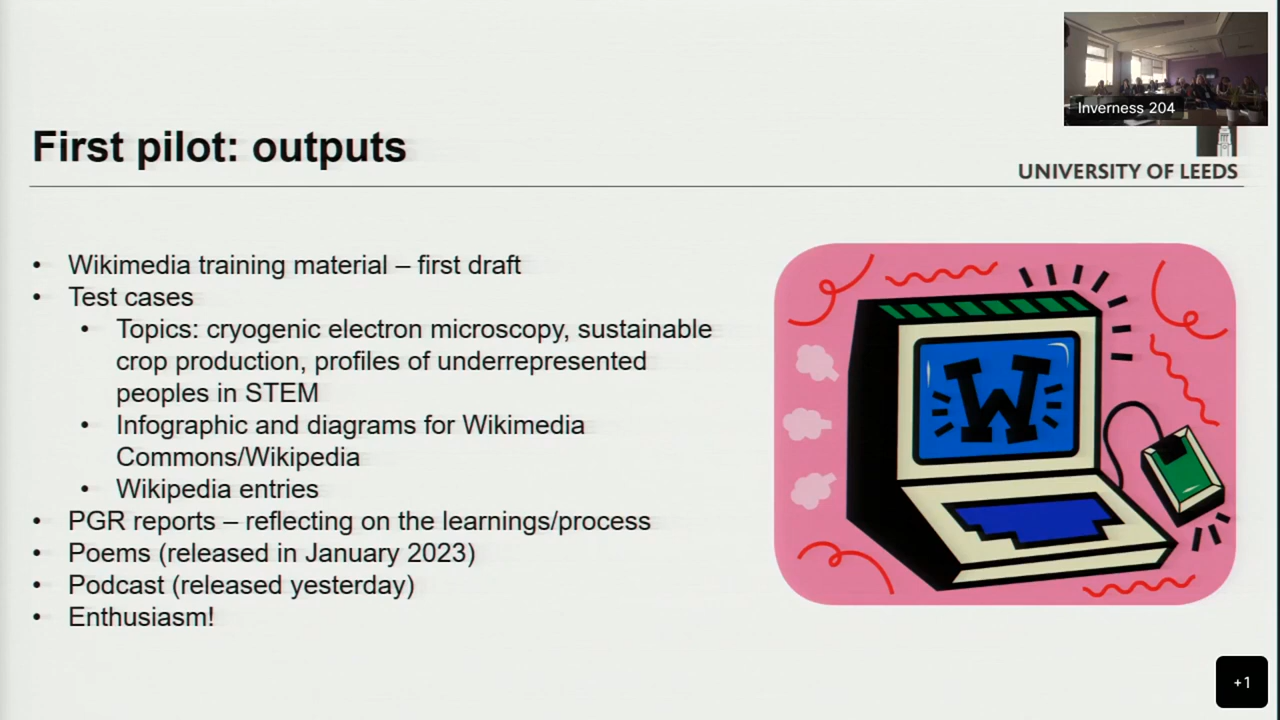 Inverness 204
First pilot: outputs
UNIVERSITY OF LEEDS
• Wikimedia training material – first draft
• Test cases
• Topics: cryogenic electron microscopy, sustainable
crop production, profiles of underrepresented
peoples in STEM
• Infographic and diagrams for Wikimedia
Commons/Wikipedia
• Wikipedia entries
• PGR reports – reflecting on the learnings/process
• Poems (released in January 2023)
• Podcast (released yesterday)
• Enthusiasm!
W
+1